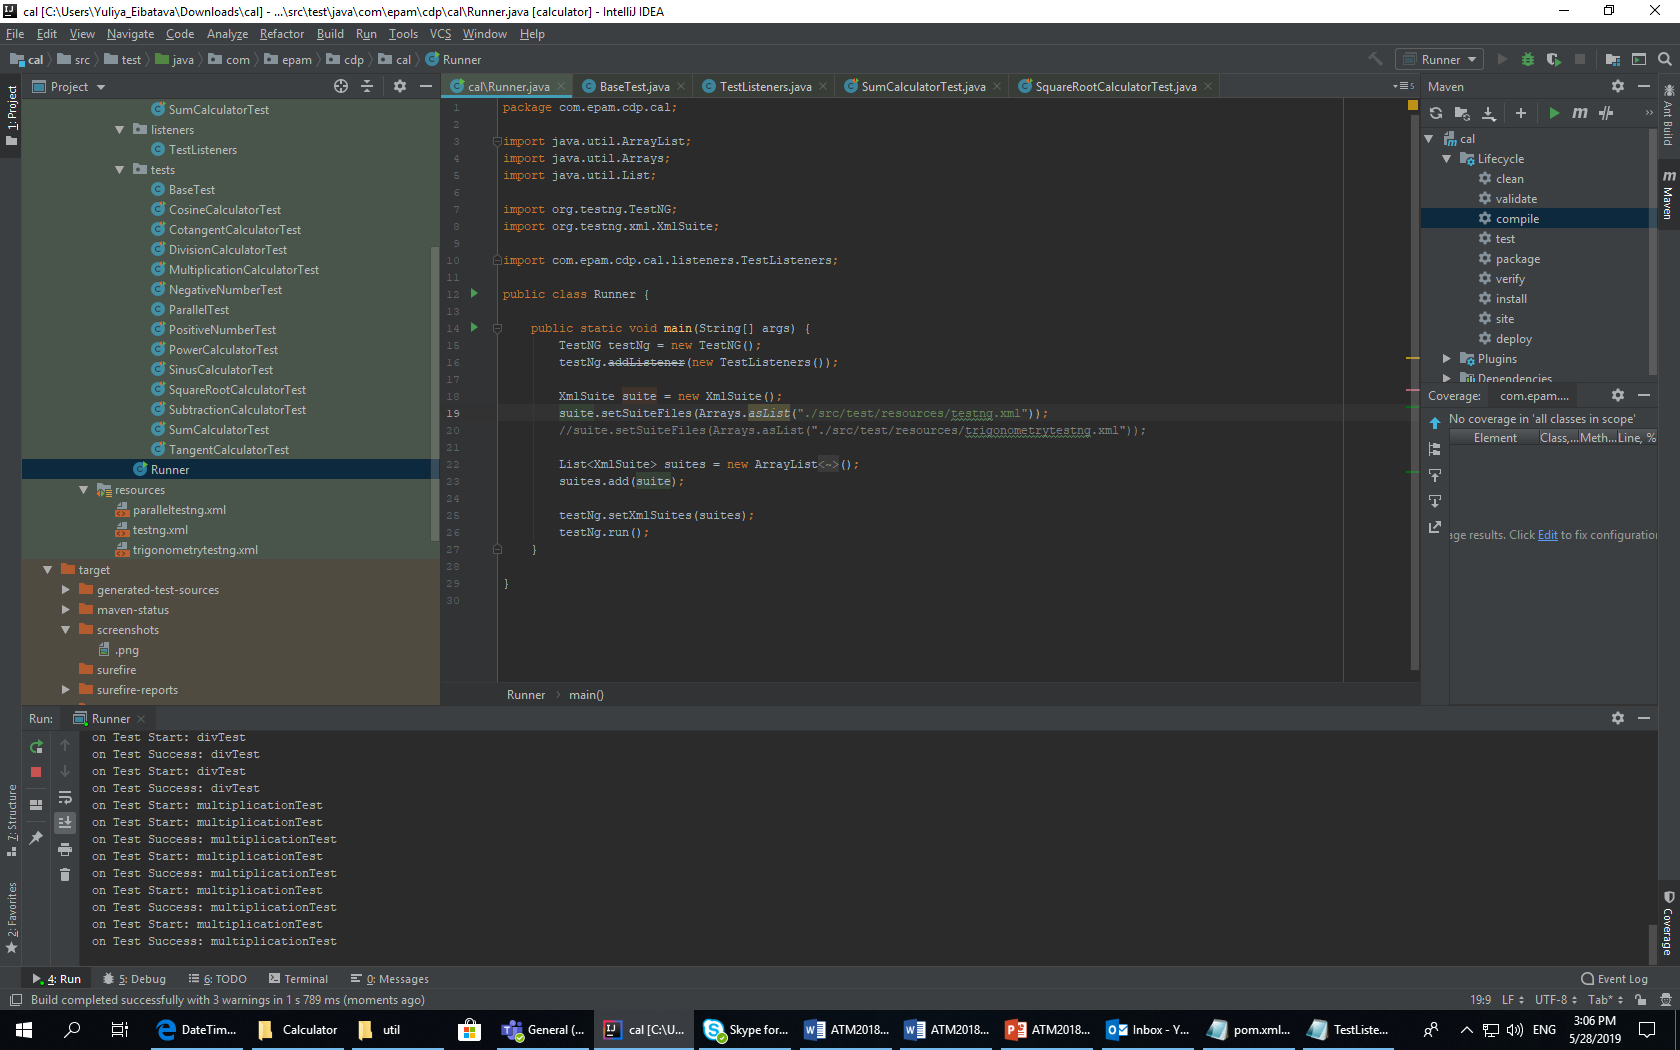 cal [C:\Users\Yuliya_Eibatava\Downloads\cal] - ...\src\test\java\com\epam\cdp\cal\Runner.java [calculator] - IntelliJ IDEA
File Edit View Navigate Code Analyze Refactor Build Run Tools VCS Window Help
cal src test java com epam cdp cal Runner
Runner
1: Project
Project
SumCalculatorTest
listeners
TestListeners
tests
BaseTest
CosineCalculatorTest
CotangentCalculatorTest
DivisionCalculatorTest
MultiplicationCalculatorTest
NegativeNumberTest
ParallelTest
PositiveNumberTest
PowerCalculatorTest
SinusCalculatorTest
SquareRootCalculatorTest
SubtractionCalculatorTest
SumCalculatorTest
TangentCalculatorTest
Runner
resources
paralleltestng.xml
testng.xml
trigonometrytestng.xml
target
generated-test-sources
maven-status
screenshots
.png
surefire
surefire-reports
cal\Runner.java BaseTest.java TestListeners.java SumCalculatorTest.java SquareRootCalculatorTest.java
1 package com.epam.cdp.cal;
2
3 import java.util.ArrayList;
4 import java.util.Arrays;
5 import java.util.List;
6
7 import org.testng.TestNG;
8 import org.testng.xml.XmlSuite;
9
10 import com.epam.cdp.cal.listeners.TestListeners;
11
12 public class Runner {
13
14 public static void main(String[] args) {
15 TestNG testNg = new TestNG();
16 testNg.addListener(new TestListeners());
17
18 XmlSuite suite = new XmlSuite();
19 suite.setSuiteFiles(Arrays.asList("./src/test/resources/testng.xml"));
20 //suite.setSuiteFiles(Arrays.asList("./src/test/resources/trigonometrytestng.xml"));
21
22 List<XmlSuite> suites = new ArrayList<~>();
23 suites.add(suite);
24
25 testNg.setXmlSuites(suites);
26 testNg.run();
27 }
28
29 }
30
Runner main()
Maven
cal
Lifecycle
clean
validate
compile
test
package
verify
install
site
deploy
Plugins
Dependencies
Coverage: com.epam....
No coverage in 'all classes in scope'
Element Class,... Meth... Line, %
age results. Click Edit to fix configuration
Ant Build
Maven
Coverage
7: Structure
2: Favorites
Run: Runner
on Test Start: divTest
on Test Success: divTest
on Test Start: divTest
on Test Success: divTest
on Test Start: multiplicationTest
on Test Start: multiplicationTest
on Test Success: multiplicationTest
on Test Start: multiplicationTest
on Test Success: multiplicationTest
on Test Start: multiplicationTest
on Test Success: multiplicationTest
on Test Start: multiplicationTest
on Test Success: multiplicationTest
4: Run 5: Debug 6: TODO Terminal 0: Messages Event Log
Build completed successfully with 3 warnings in 1 s 789 ms (moments ago) 19:9 LF UTF-8 Tab*
DateTim... Calculator util General (... cal [C:\U... Skype for... ATM2018... ATM2018... ATM2018... Inbox - Y... pom.xml... TestListe... ENG
3:06 PM
5/28/2019